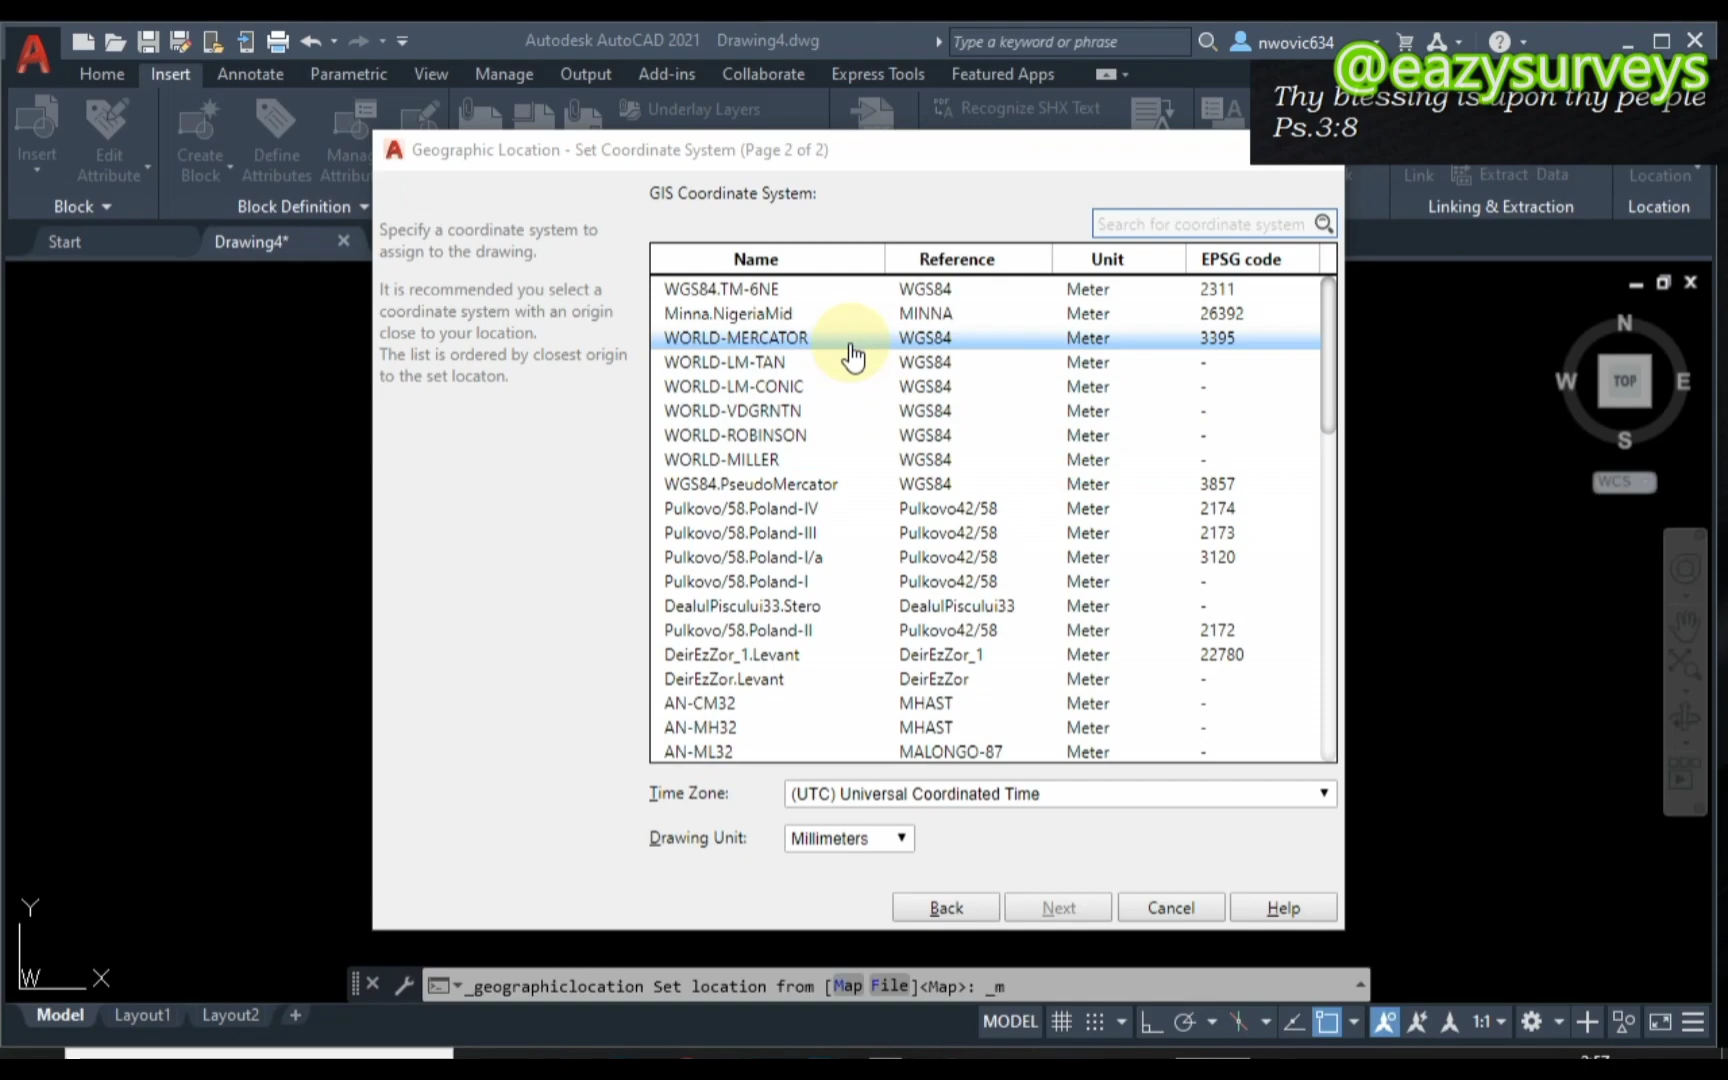 Autodesk AutoCAD 2021 Drawing4.dwg
Type a keyword or phrase
nwovic634
@eazysurveys
Home Insert Annotate Parametric View Manage Output Add-ins Collaborate Express Tools Featured Apps
Thy blessing is upon thy people
Ps.3:8
Underlay Layers
Recognize SHX Text
Insert
Edit
Attribute
Create
Block
Define
Attributes
Link
Extract Data
Location
Block
Block Definition
Linking & Extraction
Location
Start
Drawing4*
Geographic Location - Set Coordinate System (Page 2 of 2)
GIS Coordinate System:
Specify a coordinate system to
assign to the drawing.
It is recommended you select a
coordinate system with an origin
close to your location.
The list is ordered by closest origin
to the set locaton.
Search for coordinate system
Name Reference Unit EPSG code
WGS84.TM-6NE WGS84 Meter 2311
Minna.NigeriaMid MINNA Meter 26392
WORLD-MERCATOR WGS84 Meter 3395
WORLD-LM-TAN WGS84 Meter -
WORLD-LM-CONIC WGS84 Meter -
WORLD-VDGRNTN WGS84 Meter -
WORLD-ROBINSON WGS84 Meter -
WORLD-MILLER WGS84 Meter -
WGS84.PseudoMercator WGS84 Meter 3857
Pulkovo/58.Poland-IV Pulkovo42/58 Meter 2174
Pulkovo/58.Poland-III Pulkovo42/58 Meter 2173
Pulkovo/58.Poland-I/a Pulkovo42/58 Meter 3120
Pulkovo/58.Poland-I Pulkovo42/58 Meter -
DealulPiscului33.Stero DealulPiscului33 Meter -
Pulkovo/58.Poland-II Pulkovo42/58 Meter 2172
DeirEzZor_1.Levant DeirEzZor_1 Meter 22780
DeirEzZor.Levant DeirEzZor Meter -
AN-CM32 MHAST Meter -
AN-MH32 MHAST Meter -
AN-ML32 MALONGO-87 Meter -
Time Zone: (UTC) Universal Coordinated Time
Drawing Unit: Millimeters
Back Next Cancel Help
N
W TOP E
S
WCS
Y
W X
_geographiclocation Set location from [Map File]<Map>: _m
Model Layout1 Layout2 +
MODEL 1:1